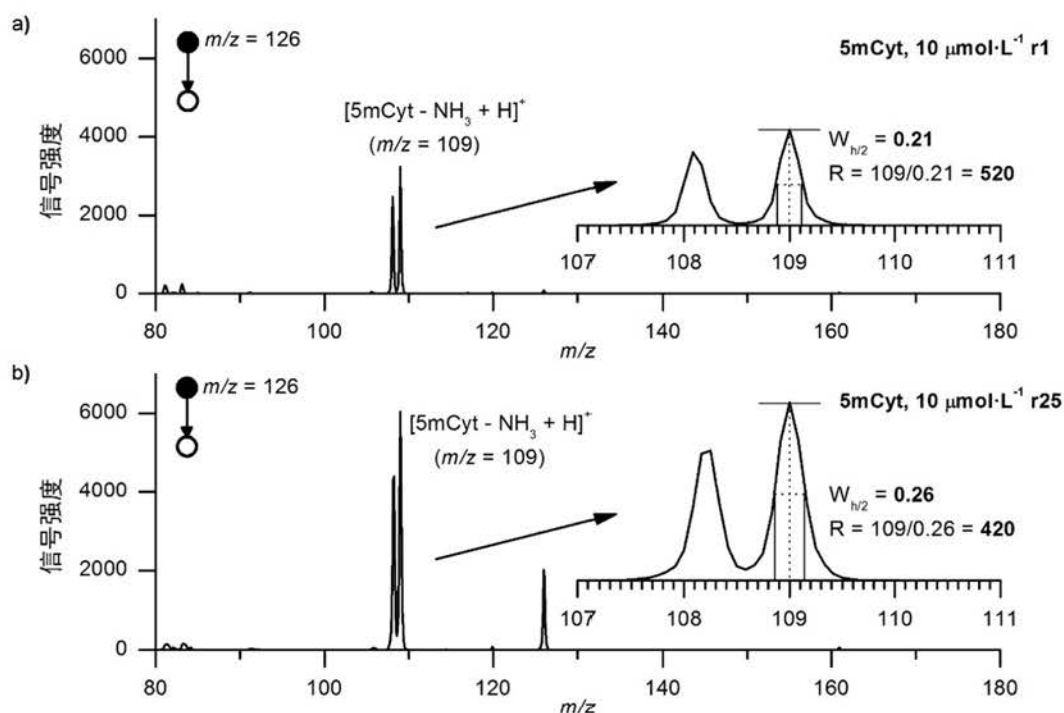 a)
m/z = 126
5mCyt, 10 μmol·L⁻¹ r1
[5mCyt - NH₃ + H]⁺
(m/z = 109)
W_{h/2} = 0.21
R = 109/0.21 = 520
信号强度
6000
4000
2000
0
107 108 109 110 111
80 100 120 140 160 180
m/z
b)
m/z = 126
5mCyt, 10 μmol·L⁻¹ r25
[5mCyt - NH₃ + H]⁺
(m/z = 109)
W_{h/2} = 0.26
R = 109/0.26 = 420
信号强度
6000
4000
2000
0
107 108 109 110 111
80 100 120 140 160 180
m/z